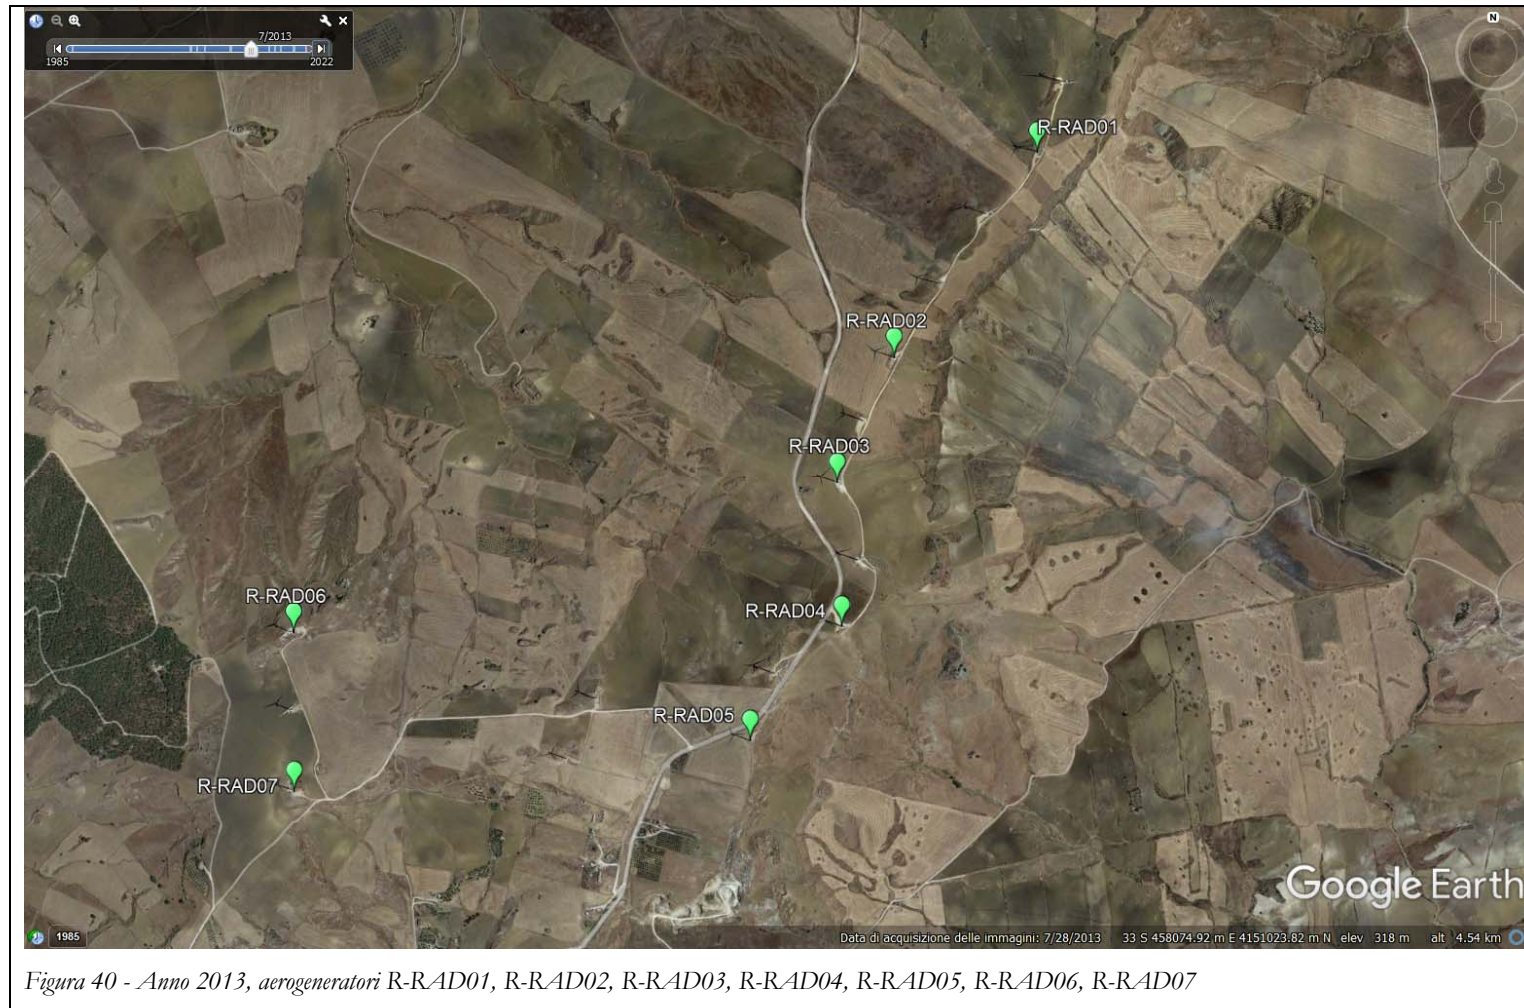 7/2013
1985
2022
N
R-RAD01
R-RAD02
R-RAD03
R-RAD04
R-RAD06
R-RAD05
R-RAD07
Google Earth
1985
Data di acquisizione delle immagini: 7/28/2013 33 S 458074.92 m E 4151023.82 m N elev 318 m alt 4.54 km
Figura 40 - Anno 2013, aerogeneratori R-RAD01, R-RAD02, R-RAD03, R-RAD04, R-RAD05, R-RAD06, R-RAD07